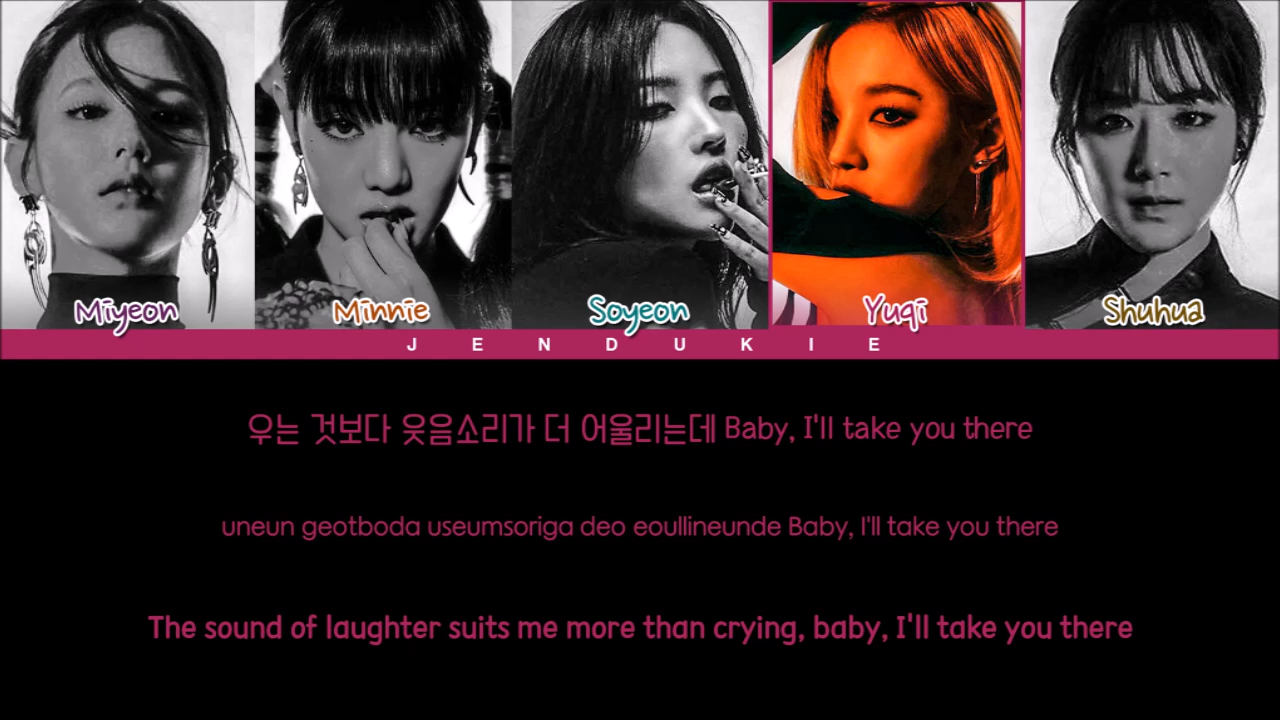 Miyeon
Minnie
Soyeon
Yuqi
Shuhua
JENDUKIE
우는 것보다 웃음소리가 더 어울리는데 Baby, I'll take you there
uneun geotboda useumsoriga deo eoullineunde Baby, I'll take you there
The sound of laughter suits me more than crying, baby, I'll take you there